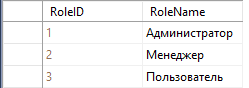 RoleID RoleName
1 Администратор
2 Менеджер
3 Пользователь